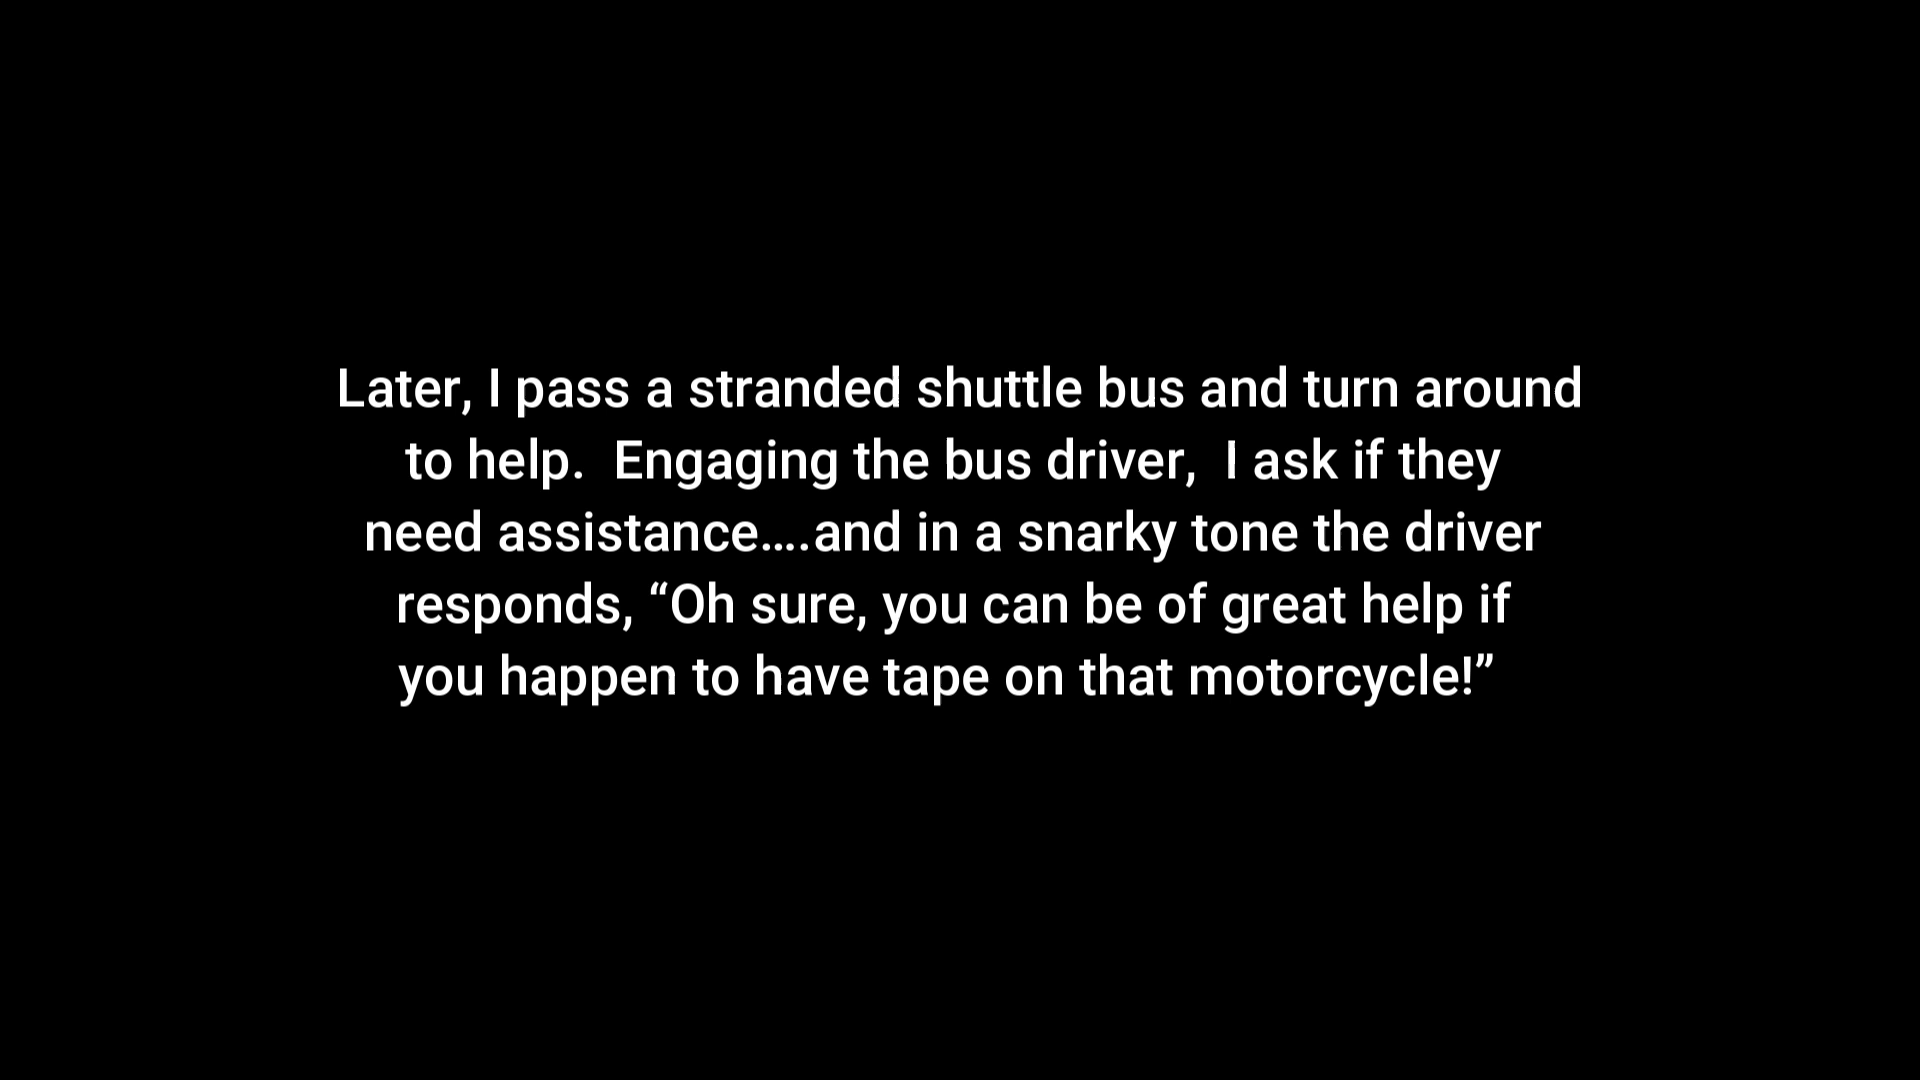 Later, I pass a stranded shuttle bus and turn around
to help.  Engaging the bus driver,  I ask if they
need assistance....and in a snarky tone the driver
responds, “Oh sure, you can be of great help if
you happen to have tape on that motorcycle!”